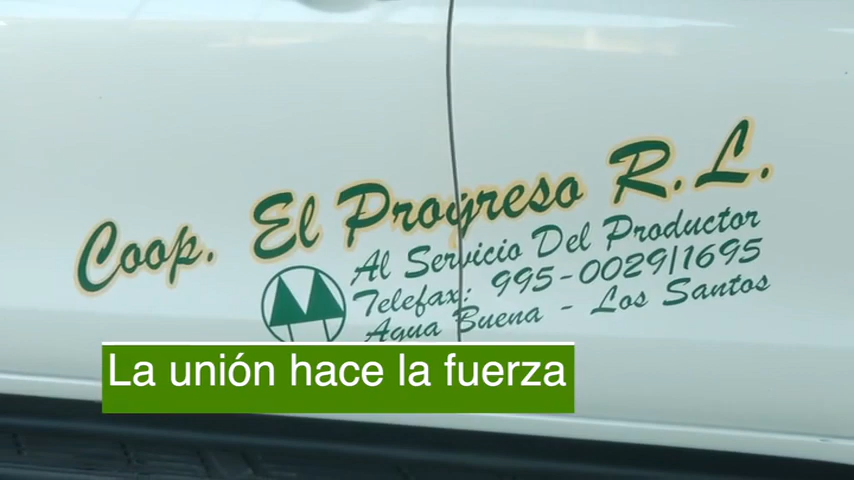 Coop. El Progreso R.L.
Al Servicio Del Productor
Telefax: 995-0029/1695
Agua Buena - Los Santos
La unión hace la fuerza